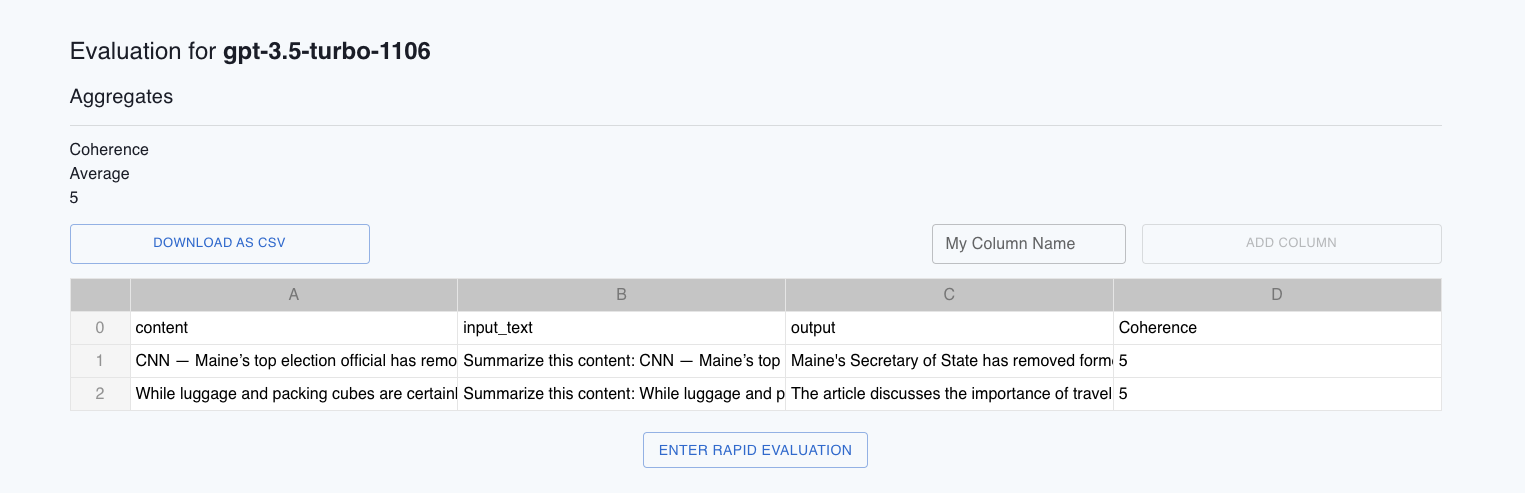 Evaluation for gpt-3.5-turbo-1106
Aggregates
Coherence
Average
5
DOWNLOAD AS CSV My Column Name ADD COLUMN
A B C D
0 content input_text output Coherence
1 CNN — Maine’s top election official has remo Summarize this content: CNN — Maine’s top Maine's Secretary of State has removed form 5
2 While luggage and packing cubes are certainl Summarize this content: While luggage and p The article discusses the importance of travel 5
ENTER RAPID EVALUATION